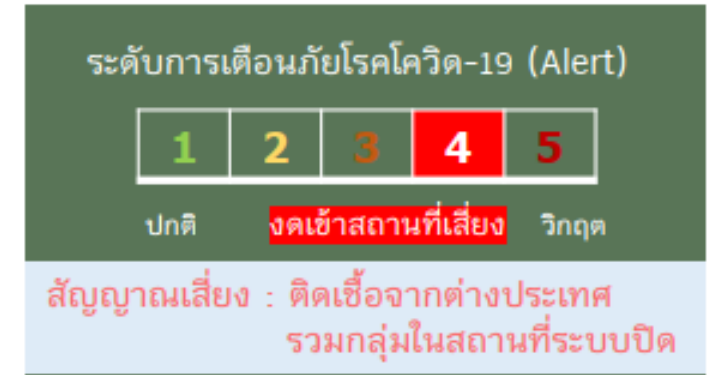 ระดับการเตือนภัยโรคโควิด-19 (Alert)
1 2 3 4 5
ปกติ งดเข้าสถานที่เสี่ยง วิกฤต
สัญญาณเสี่ยง : ติดเชื้อจากต่างประเทศ
รวมกลุ่มในสถานที่ระบบปิด